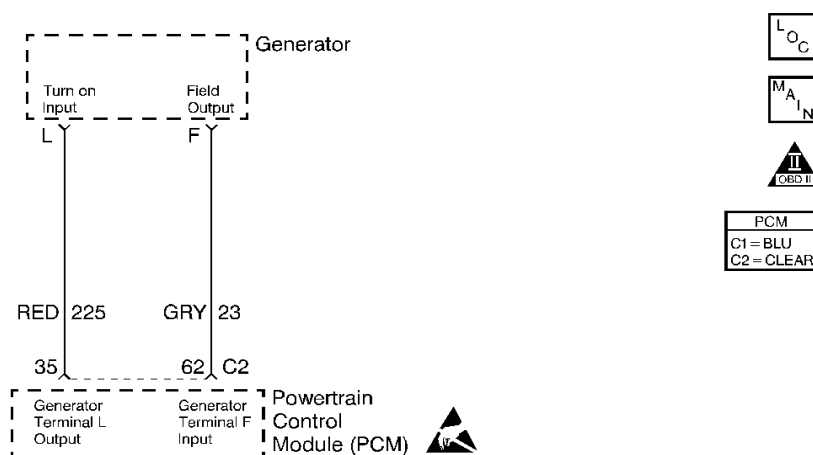 Generator
Turn on
Input
Field
Output
L
F
RED 225
GRY 23
35
62 C2
Generator
Terminal L
Output
Generator
Terminal F
Input
Powertrain
Control
Module (PCM)
LOC
MAIN
II
OBD II
PCM
C1 = BLU
C2 = CLEAR